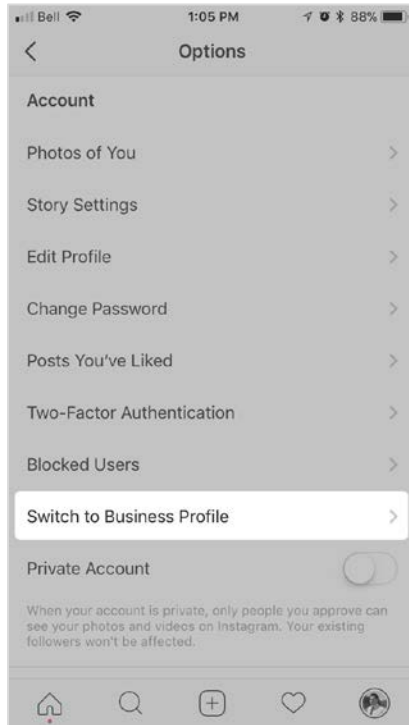 Bell 1:05 PM 88%
Options
Account
Photos of You
Story Settings
Edit Profile
Change Password
Posts You've Liked
Two-Factor Authentication
Blocked Users
Switch to Business Profile
Private Account
When your account is private, only people you approve can
see your photos and videos on Instagram. Your existing
followers won't be affected.